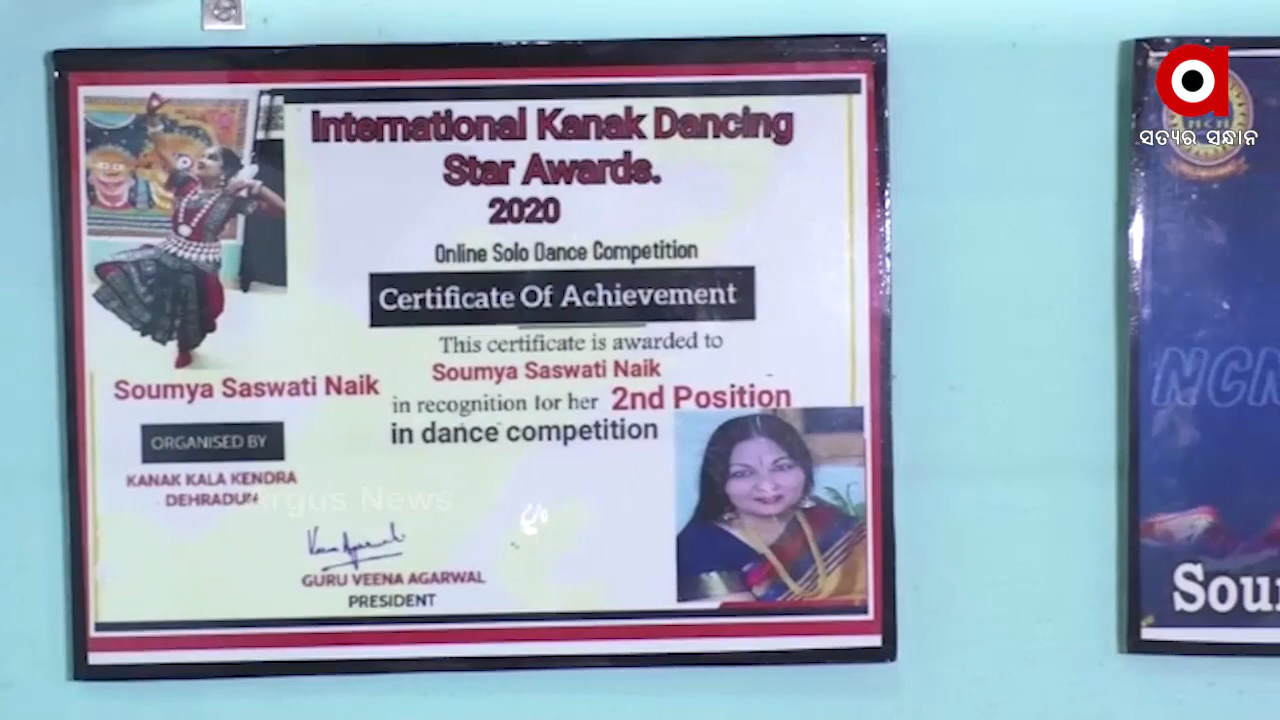 International Kanak Dancing
Star Awards.
2020
Online Solo Dance Competition
Certificate Of Achievement
This certificate is awarded to
Soumya Saswati Naik
in recognition for her 2nd Position
in dance competition
Soumya Saswati Naik
ORGANISED BY
KANAK KALA KENDRA
DEHRADUN
Argus News
GURU VEENA AGARWAL
PRESIDENT
ସତ୍ୟର ସନ୍ଧାନ